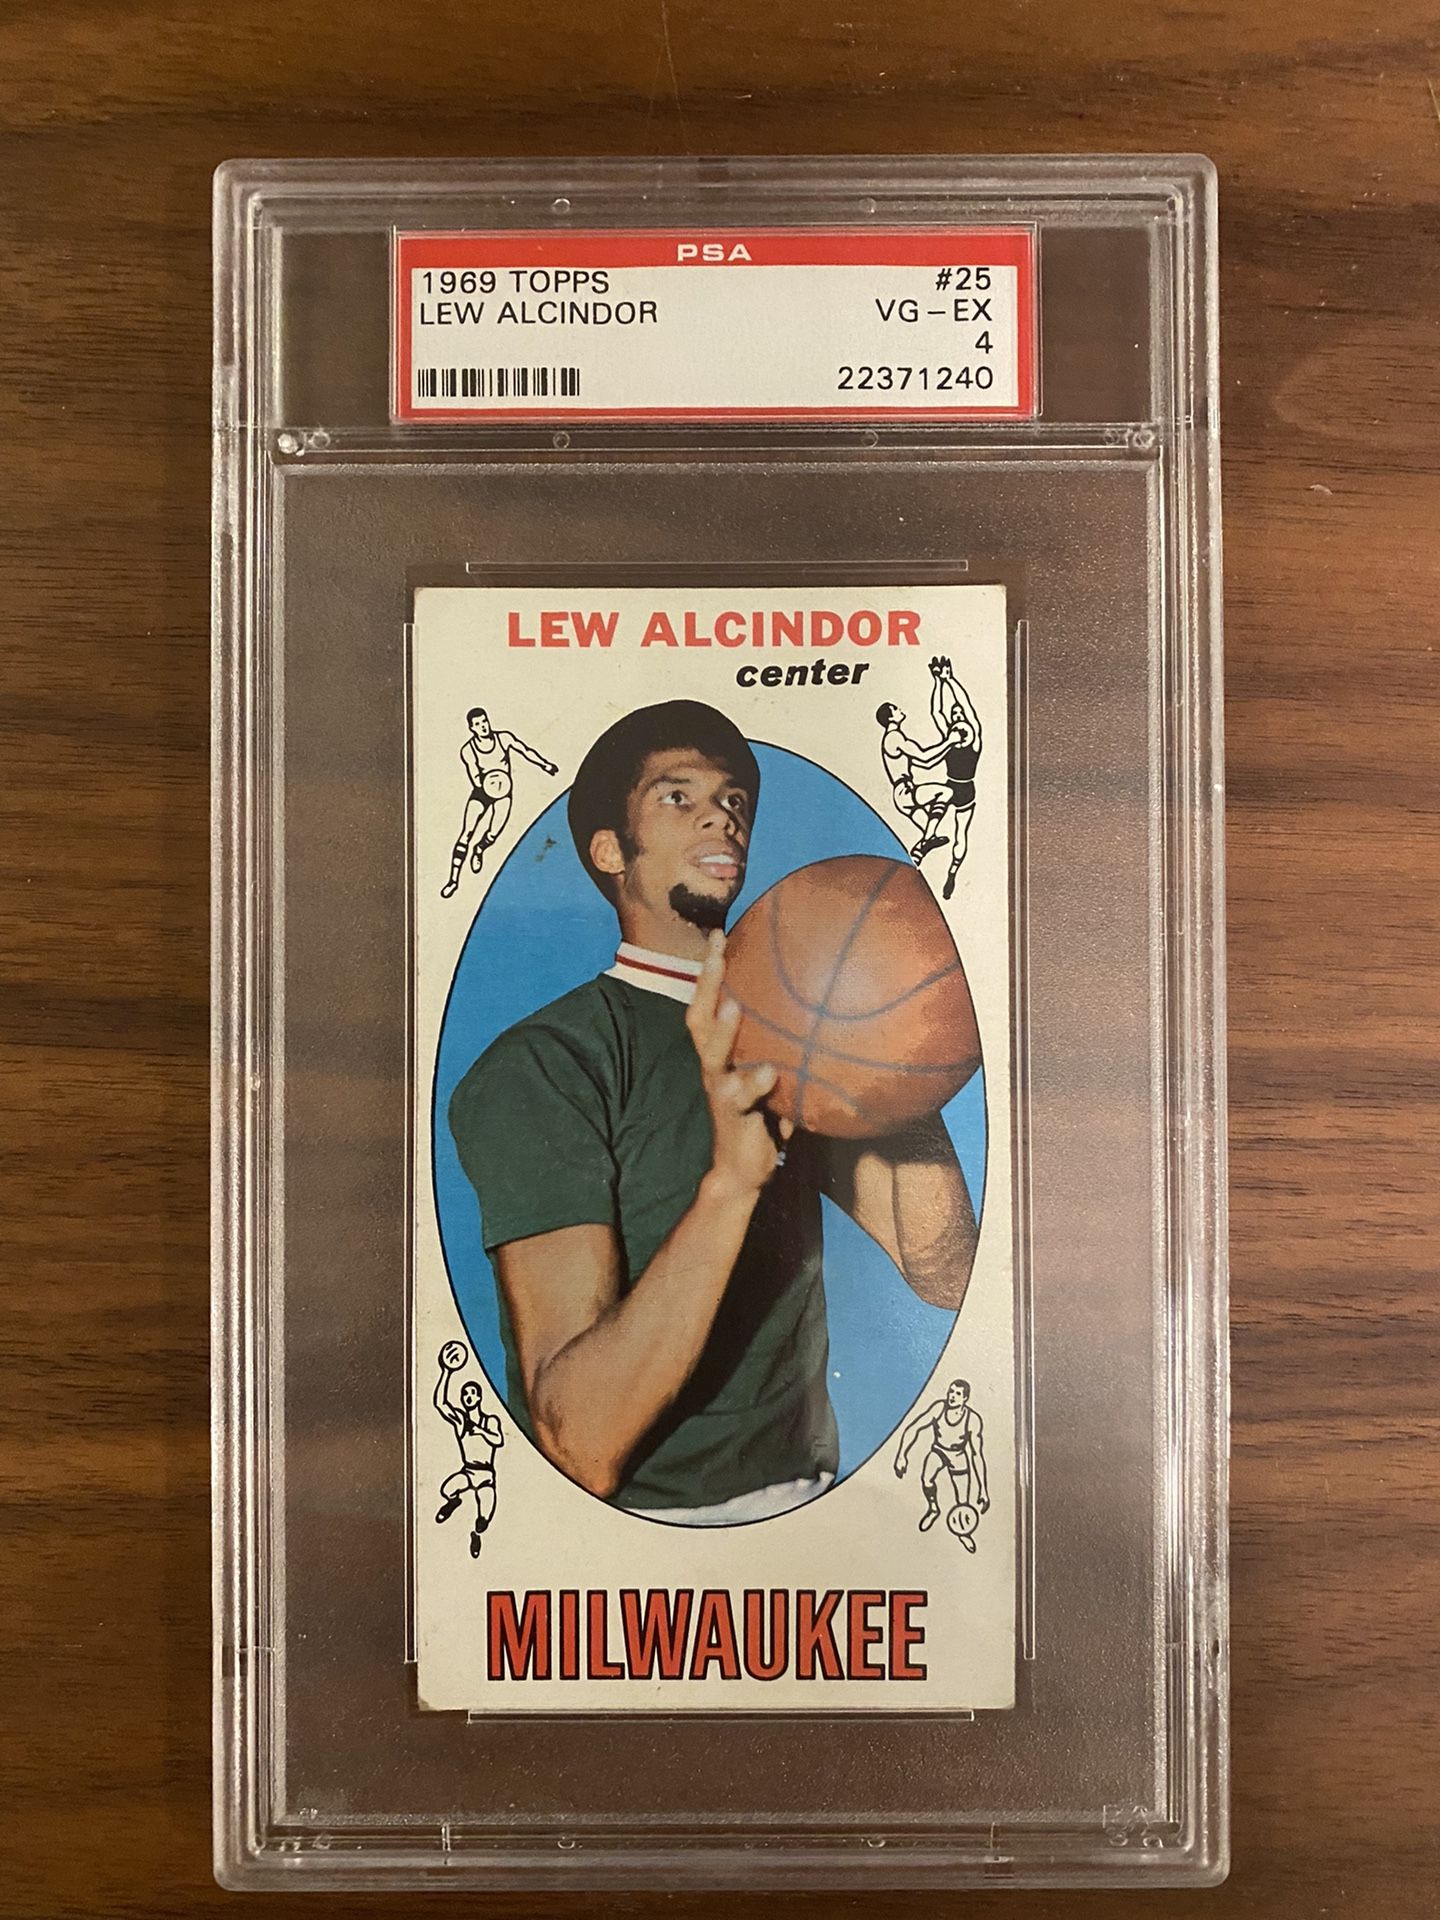 PSA
1969 TOPPS #25
LEW ALCINDOR VG-EX
4
22371240
LEW ALCINDOR
center
MILWAUKEE